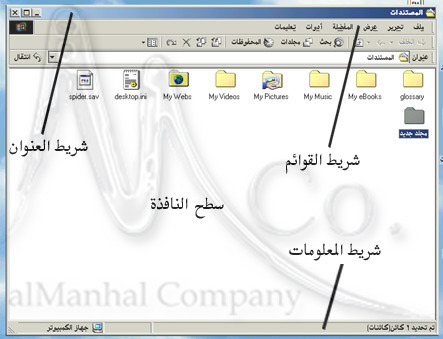 المستندات
ملف تحرير عرض المفضلة أدوات تعليمات
بحث مجلدات المحفوظات
عنوان المستندات انتقال
glossary My eBooks My Music My Pictures My Videos My Webs desktop.ini spider.sav
مجلد جديد
شريط العنوان
شريط القوائم
سطح النافذة
شريط المعلومات
Co.
alManhal Company
تم تحديد ١ كائن(كائنات) جهاز الكمبيوتر